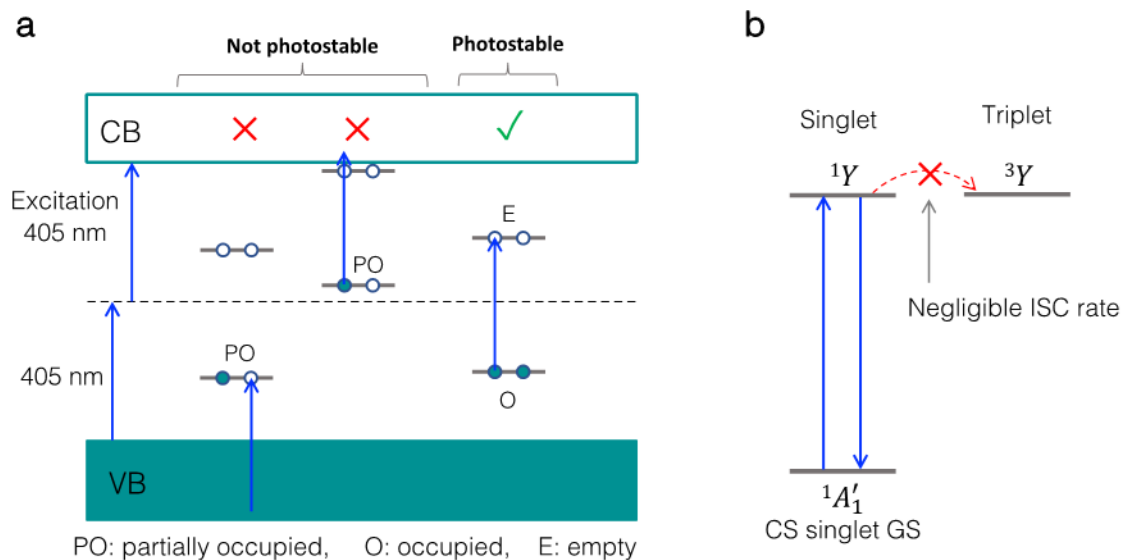 a
Not photostable
Photostable
CB
Excitation
405 nm
E
PO
PO
405 nm
O
VB
PO: partially occupied, O: occupied, E: empty
b
Singlet
Triplet
¹Y
³Y
Negligible ISC rate
¹A′₁
CS singlet GS